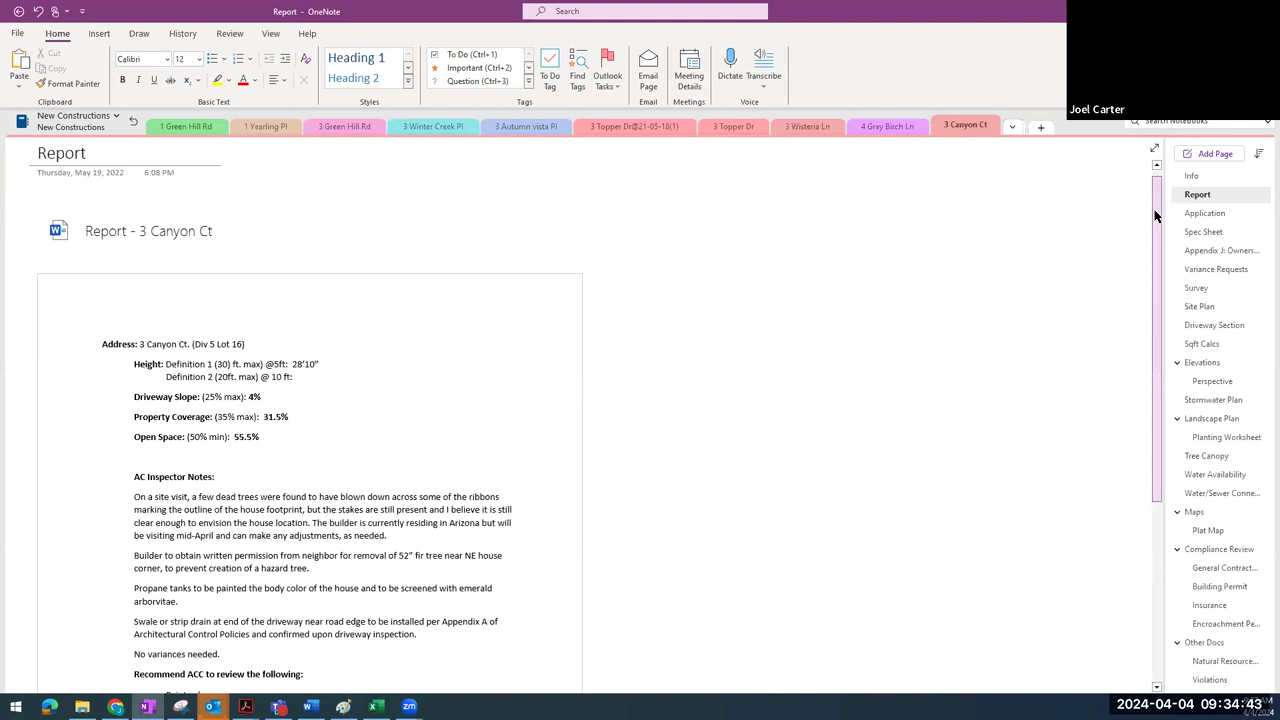 Report - OneNote
Search
File Home Insert Draw History Review View Help
Paste
Cut
Copy
Format Painter
Clipboard
Calibri 12
Basic Text
Heading 1
Heading 2
Styles
To Do (Ctrl+1)
Important (Ctrl+2)
Question (Ctrl+3)
Tags
To Do Tag
Find Tags
Outlook Tasks
Email Page
Email
Meeting Details
Meetings
Dictate
Transcribe
Voice
Joel Carter
New Constructions
New Constructions
1 Green Hill Rd
1 Yearling Pl
3 Green Hill Rd
3 Winter Creek Pl
3 Autumn vista Pl
3 Topper Dr@21-05-18(1)
3 Topper Dr
3 Wisteria Ln
4 Gray Birch Ln
3 Canyon Ct
Search Notebooks
Report
Thursday, May 19, 2022 6:08 PM
Report - 3 Canyon Ct
Address: 3 Canyon Ct. (Div 5 Lot 16)
Height: Definition 1 (30) ft. max) @5ft: 28'10"
Definition 2 (20ft. max) @ 10 ft:
Driveway Slope: (25% max): 4%
Property Coverage: (35% max): 31.5%
Open Space: (50% min): 55.5%
AC Inspector Notes:
On a site visit, a few dead trees were found to have blown down across some of the ribbons
marking the outline of the house footprint, but the stakes are still present and I believe it is still
clear enough to envision the house location. The builder is currently residing in Arizona but will
be visiting mid-April and can make any adjustments, as needed.
Builder to obtain written permission from neighbor for removal of 52" fir tree near NE house
corner, to prevent creation of a hazard tree.
Propane tanks to be painted the body color of the house and to be screened with emerald
arborvitae.
Swale or strip drain at end of the driveway near road edge to be installed per Appendix A of
Architectural Control Policies and confirmed upon driveway inspection.
No variances needed.
Recommend ACC to review the following:
Add Page
Info
Report
Application
Spec Sheet
Appendix J: Owners...
Variance Requests
Survey
Site Plan
Driveway Section
Sqft Calcs
Elevations
Perspective
Stormwater Plan
Landscape Plan
Planting Worksheet
Tree Canopy
Water Availability
Water/Sewer Conne...
Maps
Plat Map
Compliance Review
General Contract...
Building Permit
Insurance
Encroachment Pe...
Other Docs
Natural Resource...
Violations
2024-04-04 09:34:43